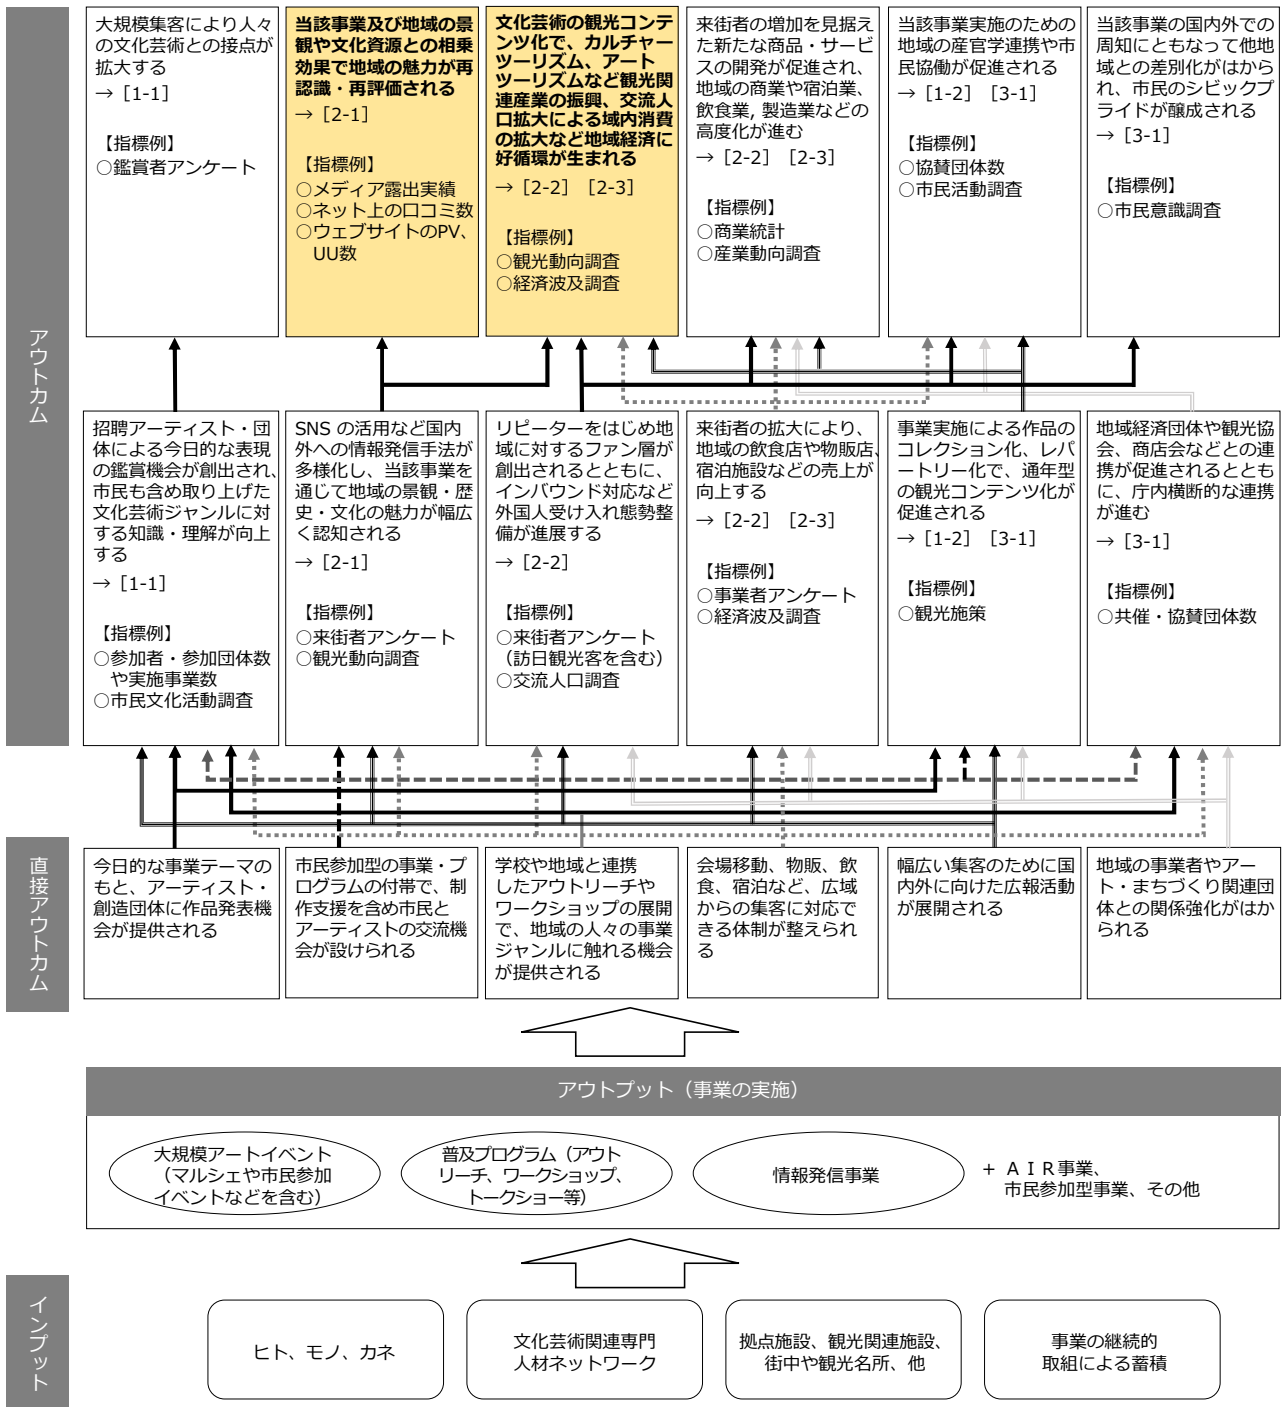 アウトカム
大規模集客により人々
の文化芸術との接点が
拡大する
→ [1-1]
【指標例】
○鑑賞者アンケート
当該事業及び地域の景
観や文化資源との相乗
効果で地域の魅力が再
認識・再評価される
→ [2-1]
【指標例】
○メディア露出実績
○ネット上の口コミ数
○ウェブサイトのPV、
UU数
文化芸術の観光コンテ
ンツ化で、カルチャー
ツーリズム、アート
ツーリズムなど観光関
連産業の振興、交流人
口拡大による域内消費
の拡大など地域経済に
好循環が生まれる
→ [2-2] [2-3]
【指標例】
○観光動向調査
○経済波及調査
来街者の増加を見据え
た新たな商品・サービ
スの開発が促進され、
地域の商業や宿泊業、
飲食業, 製造業などの
高度化が進む
→ [2-2] [2-3]
【指標例】
○商業統計
○産業動向調査
当該事業実施のための
地域の産官学連携や市
民協働が促進される
→ [1-2] [3-1]
【指標例】
○協賛団体数
○市民活動調査
当該事業の国内外での
周知にともなって他地
域との差別化がはから
れ、市民のシビックプ
ライドが醸成される
→ [3-1]
【指標例】
○市民意識調査
招聘アーティスト・団
体による今日的な表現
の鑑賞機会が創出され、
市民も含め取り上げた
文化芸術ジャンルに対
する知識・理解が向上
する
→ [1-1]
【指標例】
○参加者・参加団体数
や実施事業数
○市民文化活動調査
SNS の活用など国内
外への情報発信手法が
多様化し、当該事業を
通じて地域の景観・歴
史・文化の魅力が幅広
く認知される
→ [2-1]
【指標例】
○来街者アンケート
○観光動向調査
リピーターをはじめ地
域に対するファン層が
創出されるとともに、
インバウンド対応など
外国人受け入れ態勢整
備が進展する
→ [2-2]
【指標例】
○来街者アンケート
（訪日観光客を含む）
○交流人口調査
来街者の拡大により、
地域の飲食店や物販店、
宿泊施設などの売上が
向上する
→ [2-2] [2-3]
【指標例】
○事業者アンケート
○経済波及調査
事業実施による作品の
コレクション化、レパ
ートリー化で、通年型
の観光コンテンツ化が
促進される
→ [1-2] [3-1]
【指標例】
○観光施策
地域経済団体や観光協
会、商店会などとの連
携が促進されるととも
に、庁内横断的な連携
が進む
→ [3-1]
【指標例】
○共催・協賛団体数
直接アウトカム
今日的な事業テーマの
もと、アーティスト・
創造団体に作品発表機
会が提供される
市民参加型の事業・プ
ログラムの付帯で、制
作支援を含め市民と
アーティストの交流機
会が設けられる
学校や地域と連携
したアウトリーチや
ワークショップの展開
で、地域の人々の事業
ジャンルに触れる機会
が提供される
会場移動、物販、飲
食、宿泊など、広域
からの集客に対応で
きる体制が整えられ
る
幅広い集客のために国
内外に向けた広報活動
が展開される
地域の事業者やアー
ト・まちづくり関連団
体との関係強化がはか
られる
アウトプット（事業の実施）
大規模アートイベント
（マルシェや市民参加
イベントなどを含む）
普及プログラム（アウト
リーチ、ワークショップ、
トークショー等）
情報発信事業
+ ＡＩＲ事業、
市民参加型事業、その他
インプット
ヒト、モノ、カネ
文化芸術関連専門
人材ネットワーク
拠点施設、観光関連施設、
街中や観光名所、他
事業の継続的
取組による蓄積